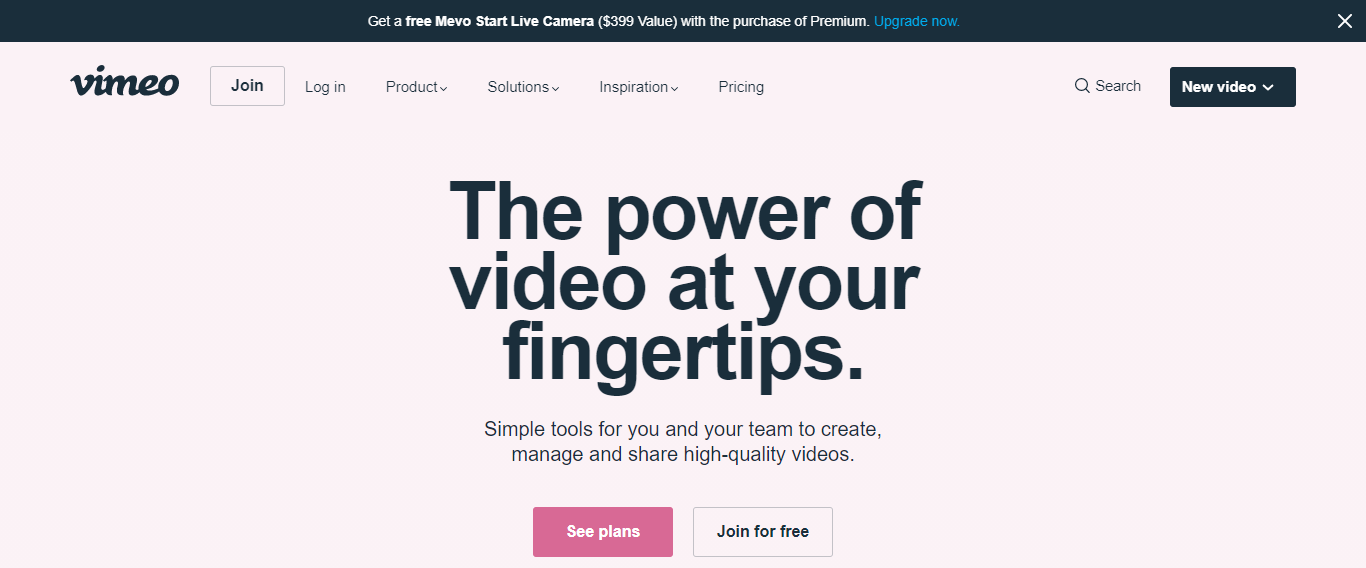 Get a free Mevo Start Live Camera ($399 Value) with the purchase of Premium. Upgrade now.
vimeo Join Log in Product Solutions Inspiration Pricing Search New video
The power of
video at your
fingertips.
Simple tools for you and your team to create,
manage and share high-quality videos.
See plans Join for free